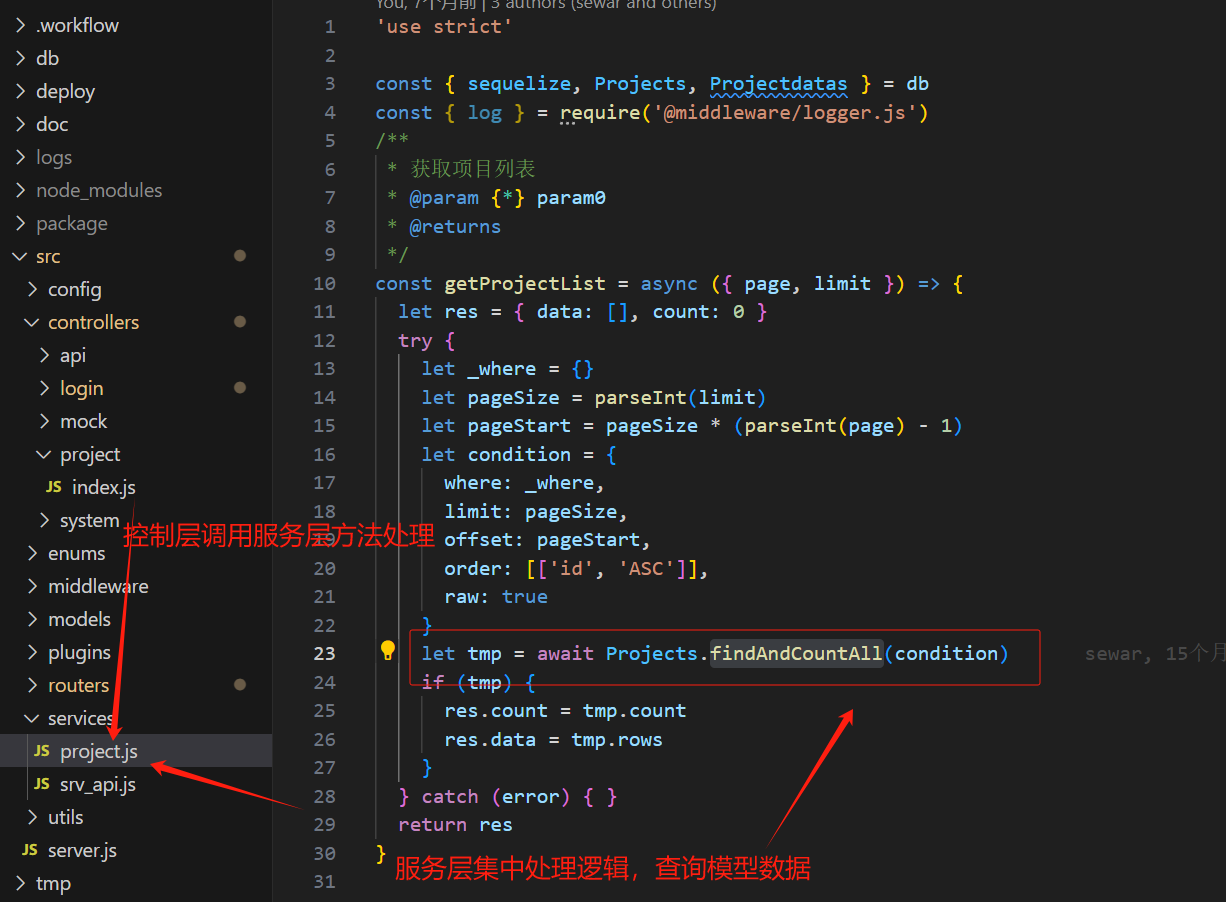 .workflow
db
deploy
doc
logs
node_modules
package
src
config
controllers
api
login
mock
project
JS index.js
system
enums
middleware
models
plugins
routers
services
JS project.js
JS srv_api.js
utils
JS server.js
tmp
控制层调用服务层方法处理
You, 7个月前 | 3 authors (sewar and others)
1 'use strict'
2
3 const { sequelize, Projects, Projectdatas } = db
4 const { log } = require('@middleware/logger.js')
5 /**
6 * 获取项目列表
7 * @param {*} param0
8 * @returns
9 */
10 const getProjectList = async ({ page, limit }) => {
11 let res = { data: [], count: 0 }
12 try {
13 let _where = {}
14 let pageSize = parseInt(limit)
15 let pageStart = pageSize * (parseInt(page) - 1)
16 let condition = {
17 where: _where,
18 limit: pageSize,
19 offset: pageStart,
20 order: [['id', 'ASC']],
21 raw: true
22 }
23 let tmp = await Projects.findAndCountAll(condition) sewar, 15个月
24 if (tmp) {
25 res.count = tmp.count
26 res.data = tmp.rows
27 }
28 } catch (error) { }
29 return res
30 }
31
服务层集中处理逻辑，查询模型数据